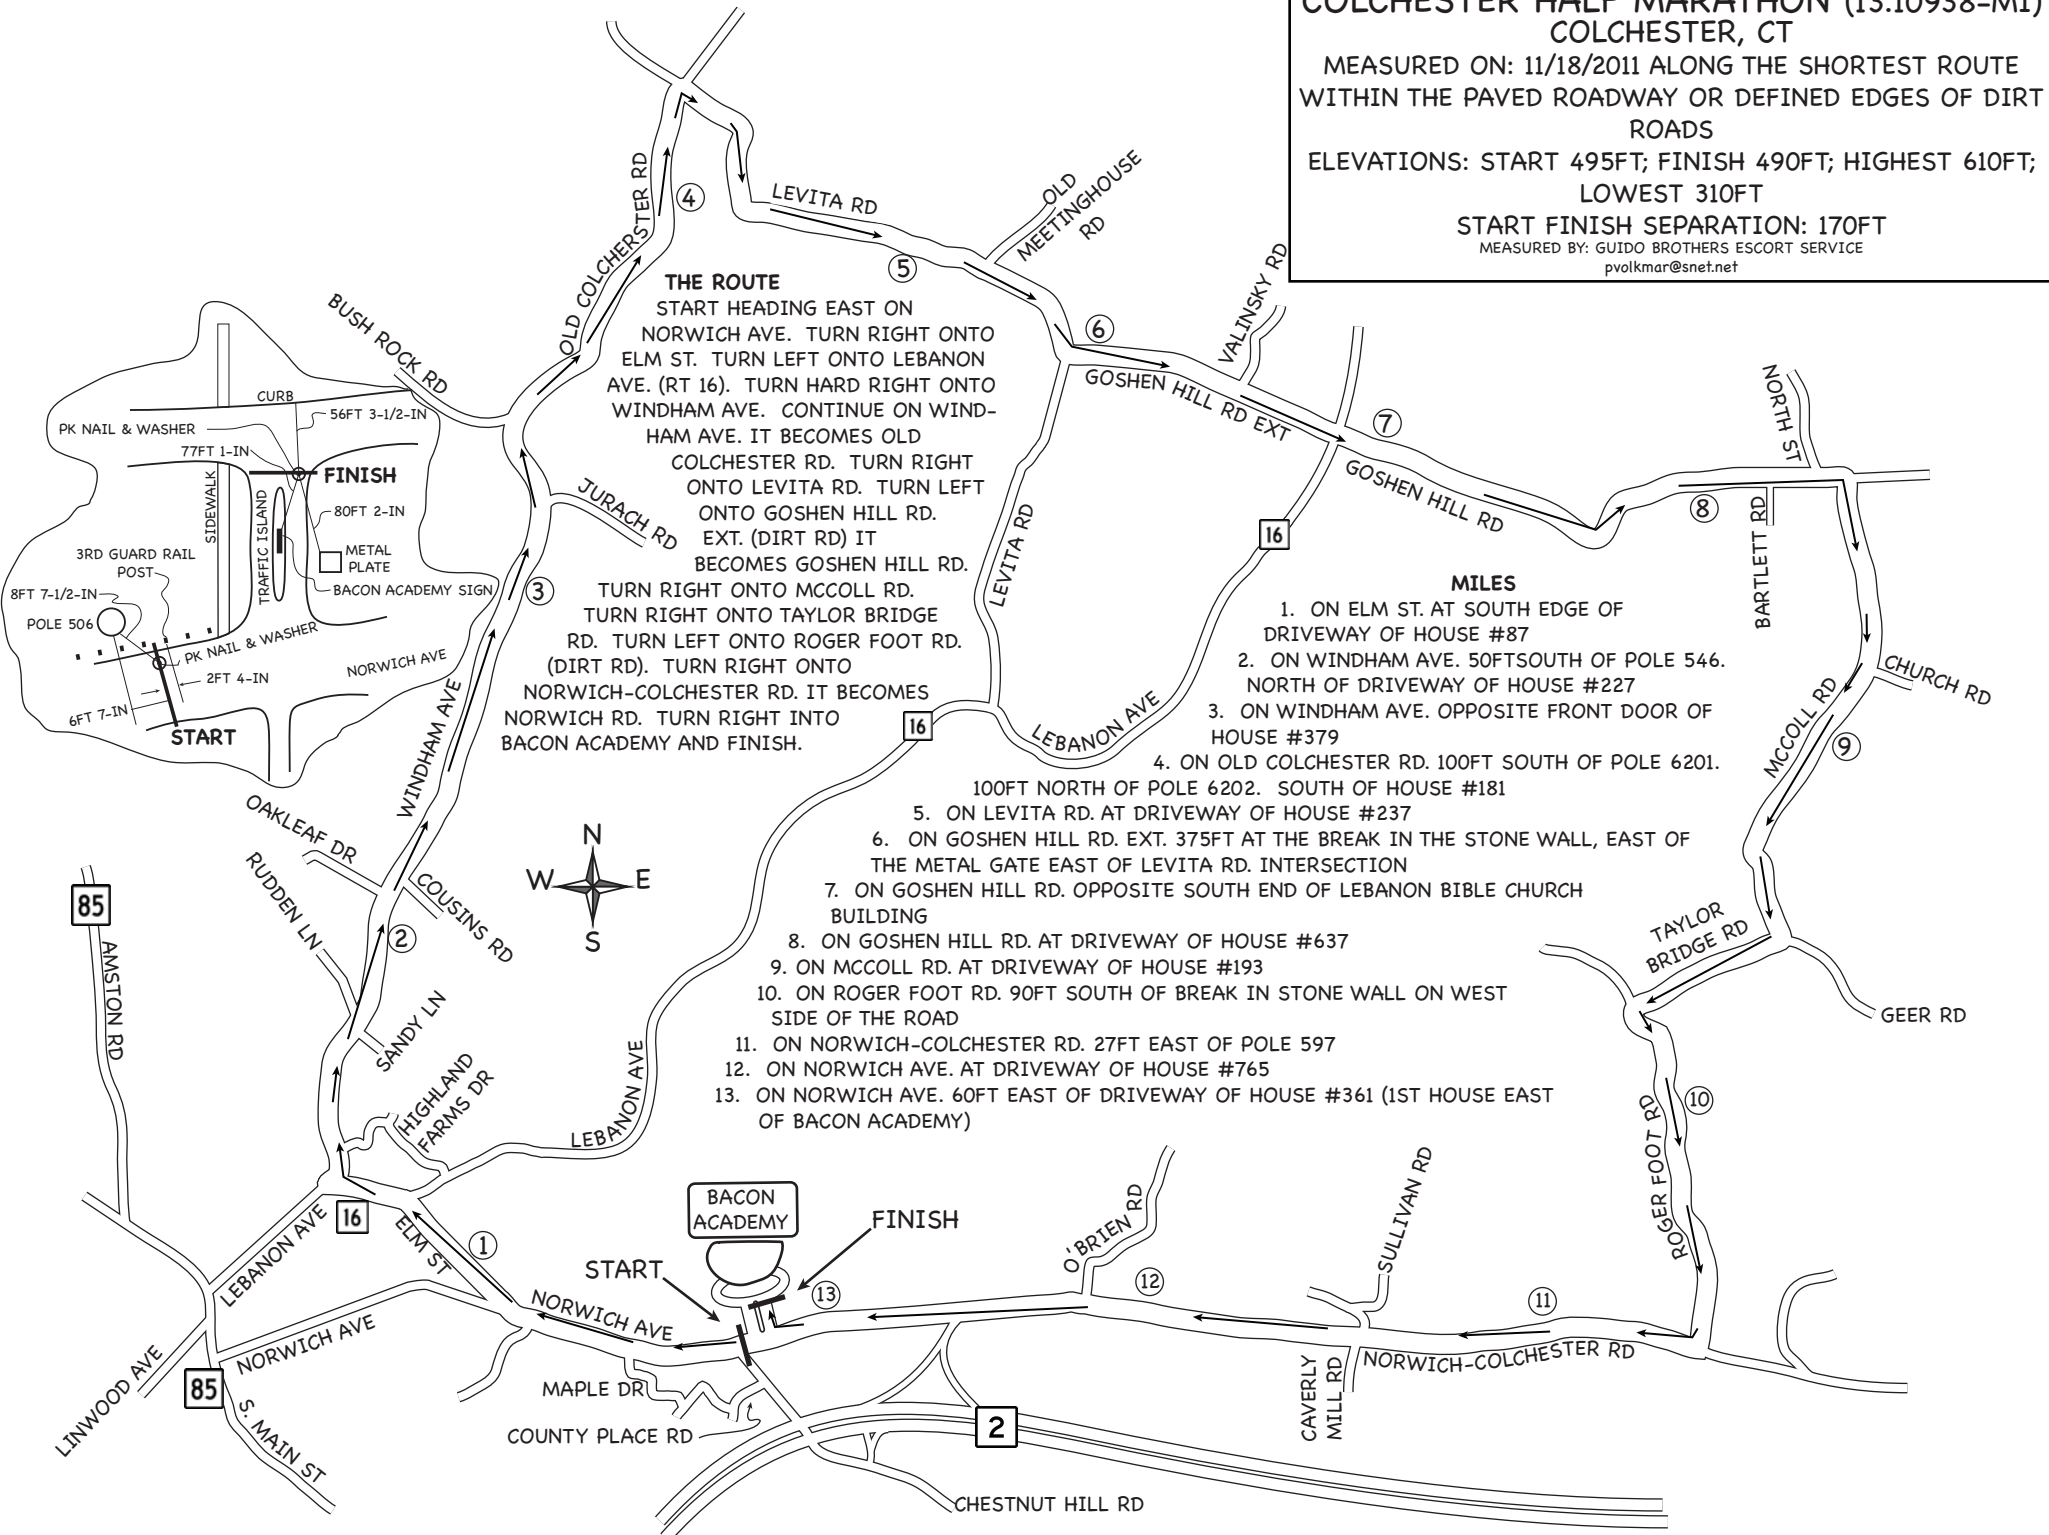 COLCHESTER HALF MARATHON (13.10938-MI)
COLCHESTER, CT
MEASURED ON: 11/18/2011 ALONG THE SHORTEST ROUTE
WITHIN THE PAVED ROADWAY OR DEFINED EDGES OF DIRT
ROADS
ELEVATIONS: START 495FT; FINISH 490FT; HIGHEST 610FT;
LOWEST 310FT
START FINISH SEPARATION: 170FT
MEASURED BY: GUIDO BROTHERS ESCORT SERVICE
pvolkmar@snet.net
THE ROUTE
START HEADING EAST ON
NORWICH AVE. TURN RIGHT ONTO
ELM ST. TURN LEFT ONTO LEBANON
AVE. (RT 16). TURN HARD RIGHT ONTO
WINDHAM AVE. CONTINUE ON WIND-
HAM AVE. IT BECOMES OLD
COLCHESTER RD. TURN RIGHT
ONTO LEVITA RD. TURN LEFT
ONTO GOSHEN HILL RD.
EXT. (DIRT RD) IT
BECOMES GOSHEN HILL RD.
TURN RIGHT ONTO MCCOLL RD.
TURN RIGHT ONTO TAYLOR BRIDGE
RD. TURN LEFT ONTO ROGER FOOT RD.
(DIRT RD). TURN RIGHT ONTO
NORWICH-COLCHESTER RD. IT BECOMES
NORWICH RD. TURN RIGHT INTO
BACON ACADEMY AND FINISH.
MILES
1. ON ELM ST. AT SOUTH EDGE OF
DRIVEWAY OF HOUSE #87
2. ON WINDHAM AVE. 50FTSOUTH OF POLE 546.
NORTH OF DRIVEWAY OF HOUSE #227
3. ON WINDHAM AVE. OPPOSITE FRONT DOOR OF
HOUSE #379
4. ON OLD COLCHESTER RD. 100FT SOUTH OF POLE 6201.
100FT NORTH OF POLE 6202. SOUTH OF HOUSE #181
5. ON LEVITA RD. AT DRIVEWAY OF HOUSE #237
6. ON GOSHEN HILL RD. EXT. 375FT AT THE BREAK IN THE STONE WALL, EAST OF
THE METAL GATE EAST OF LEVITA RD. INTERSECTION
7. ON GOSHEN HILL RD. OPPOSITE SOUTH END OF LEBANON BIBLE CHURCH
BUILDING
8. ON GOSHEN HILL RD. AT DRIVEWAY OF HOUSE #637
9. ON MCCOLL RD. AT DRIVEWAY OF HOUSE #193
10. ON ROGER FOOT RD. 90FT SOUTH OF BREAK IN STONE WALL ON WEST
SIDE OF THE ROAD
11. ON NORWICH-COLCHESTER RD. 27FT EAST OF POLE 597
12. ON NORWICH AVE. AT DRIVEWAY OF HOUSE #765
13. ON NORWICH AVE. 60FT EAST OF DRIVEWAY OF HOUSE #361 (1ST HOUSE EAST
OF BACON ACADEMY)
CURB
56FT 3-1/2-IN
PK NAIL & WASHER
77FT 1-IN
FINISH
SIDEWALK
TRAFFIC ISLAND
80FT 2-IN
METAL
PLATE
3RD GUARD RAIL
POST
BACON ACADEMY SIGN
8FT 7-1/2-IN
POLE 506
PK NAIL & WASHER
NORWICH AVE
2FT 4-IN
6FT 7-IN
START
OLD COLCHERSTER RD
4
LEVITA RD
5
OLD
MEETINGHOUSE
RD
6
VALINSKY RD
GOSHEN HILL RD EXT
7
GOSHEN HILL RD
NORTH ST
8
BARTLETT RD
BUSH ROCK RD
JURACH RD
3
LEVITA RD
16
16
LEBANON AVE
CHURCH RD
MCCOLL RD
9
WINDHAM AVE
OAKLEAF DR
RUDDEN LN
COUSINS RD
2
N
W
E
S
85
AMSTON RD
SANDY LN
HIGHLAND
FARMS DR
LEBANON AVE
TAYLOR
BRIDGE RD
GEER RD
10
ROGER FOOT RD
16
LEBANON AVE
ELM ST
1
BACON
ACADEMY
FINISH
START
13
O'BRIEN RD
12
SULLIVAN RD
11
NORWICH AVE
NORWICH AVE
NORWICH-COLCHESTER RD
CAVERLY
MILL RD
LINWOOD AVE
85
S. MAIN ST
MAPLE DR
COUNTY PLACE RD
2
CHESTNUT HILL RD